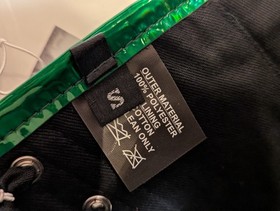 S
OUTER MATERIAL
100% POLYESTER
LINING
COTTON
CLEAN ONLY